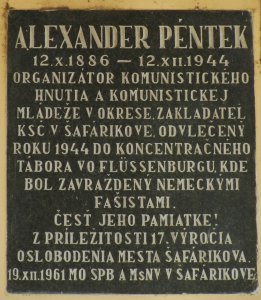 ALEXANDER PÉNTEK
12.X.1886 — 12.XII.1944
ORGANIZÁTOR KOMUNISTICKÉHO
HNUTIA A KOMUNISTICKEJ
MLÁDEŽE V OKRESE, ZAKLADATEĽ
KSČ V ŠAFÁRIKOVE, ODVLEČENÝ
ROKU 1944 DO KONCENTRAČNÉHO
TÁBORA VO FLÜSSENBURGU, KDE
BOL ZAVRAŽDENÝ NEMECKÝMI
FAŠISTAMI.
ČESŤ JEHO PAMIATKE!
Z PRÍLEŽITOSTI 17. VÝROČIA
OSLOBODENIA MESTA ŠAFÁRIKOVA.
19.XII.1961 MO SPB A MsNV V ŠAFÁRIKOVE